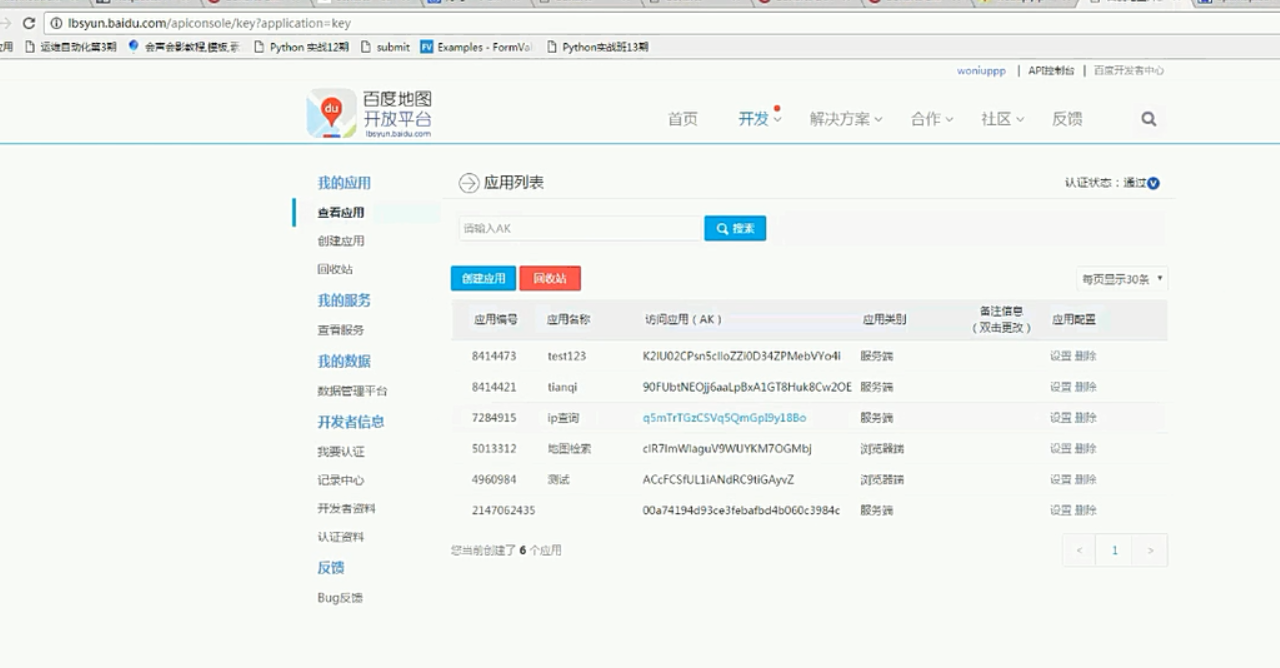 lbsyun.baidu.com/apiconsole/key?application=key
运维自动化第3期 会声会影教程,模板,素 Python 实战12期 submit Examples - FormVal Python实战班13期
woniuppp | API控制台 | 百度开发者中心
百度地图
开放平台
lbsyun.baidu.com
首页 开发 解决方案 合作 社区 反馈
我的应用
查看应用
创建应用
回收站
我的服务
查看服务
我的数据
数据管理平台
开发者信息
我要认证
记录中心
开发者资料
认证资料
反馈
Bug反馈
应用列表
认证状态：通过
请输入AK 搜索
创建应用 回收站 每页显示30条
应用编号 应用名称 访问应用（AK） 应用类别 备注信息（双击更改） 应用配置
8414473 test123 K2IU02CPsn5clloZZi0D34ZPMebVYo4i 服务端 设置 删除
8414421 tianqi 90FUbtNEOjj6aaLpBxA1GT8Huk8Cw2OE 服务端 设置 删除
7284915 ip查询 q5mTrTGzCSVq5QmGpI9y18Bo 服务端 设置 删除
5013312 地图检索 clR7ImWlaguV9WUYKM7OGMbj 浏览器端 设置 删除
4960984 测试 ACcFCSfUL1iANdRC9tiGAyvZ 浏览器端 设置 删除
2147062435 00a74194d93ce3febafbd4b060c3984c 服务端 设置 删除
您当前创建了 6 个应用
< 1 >